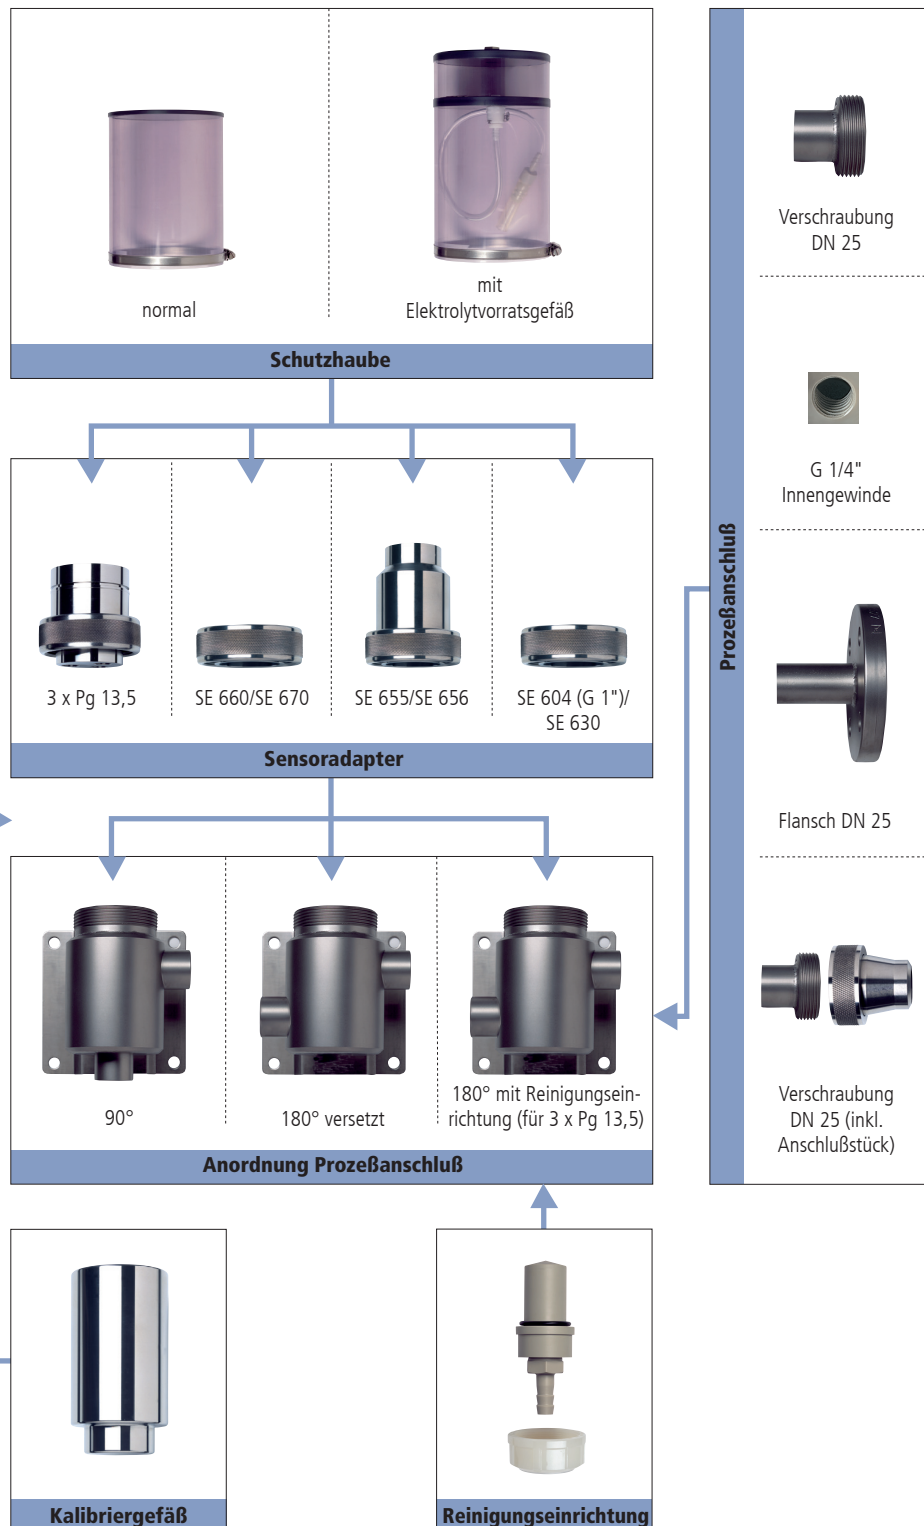 normal
mit
Elektrolytvorratsgefäß
Schutzhaube
3 x Pg 13,5
SE 660/SE 670
SE 655/SE 656
SE 604 (G 1")/
SE 630
Sensoradapter
90°
180° versetzt
180° mit Reinigungsein-
richtung (für 3 x Pg 13,5)
Anordnung Prozeßanschluß
Kalibriergefäß
Reinigungseinrichtung
Prozeßanschluß
Verschraubung
DN 25
G 1/4"
Innengewinde
Flansch DN 25
Verschraubung
DN 25 (inkl.
Anschlußstück)